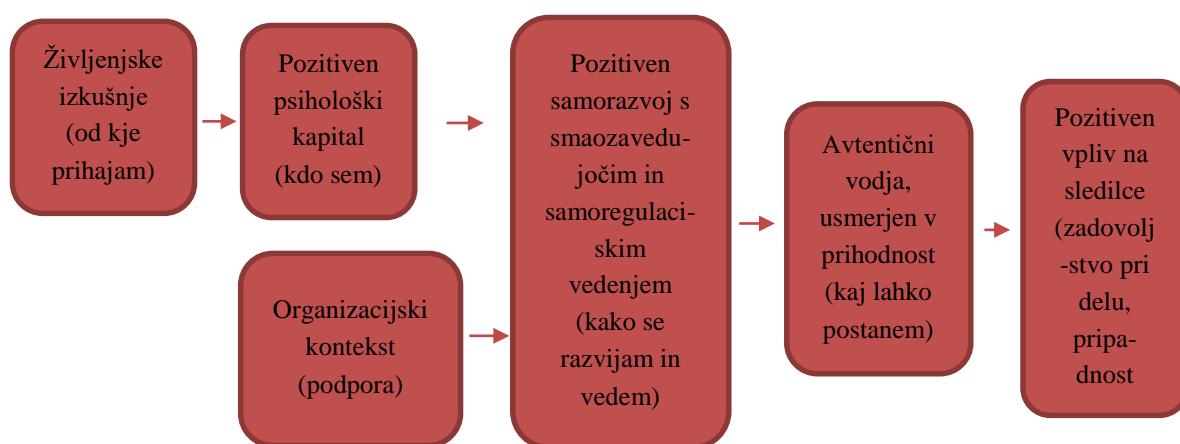 Življenjske
izkušnje
(od kje
prihajam)
Pozitiven
psihološki
kapital
(kdo sem)
Organizacijski
kontekst
(podpora)
Pozitiven
samorazvoj s
smaozavedu-
jočim in
samoregulaci-
skim
vedenjem
(kako se
razvijam in
vedem)
Avtentični
vodja,
usmerjen v
prihodnost
(kaj lahko
postanem)
Pozitiven
vpliv na
sledilce
(zadovolj
-stvo pri
delu,
pripa-
dnost